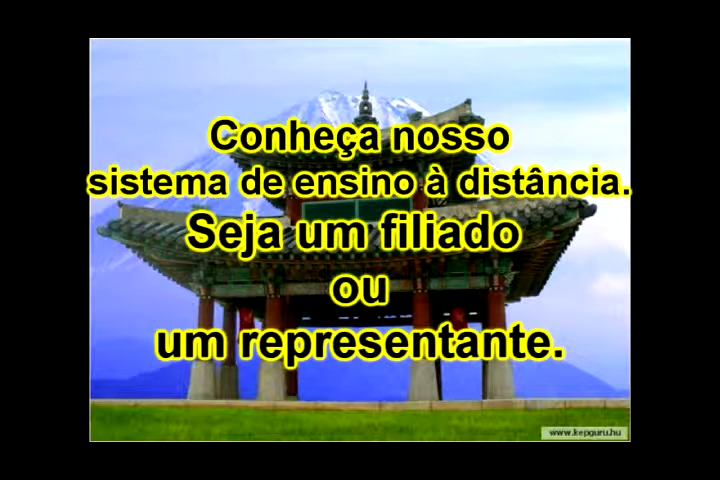 Conheça nosso
sistema de ensino à distância.
Seja um filiado
ou
um representante.
www.kepguru.hu